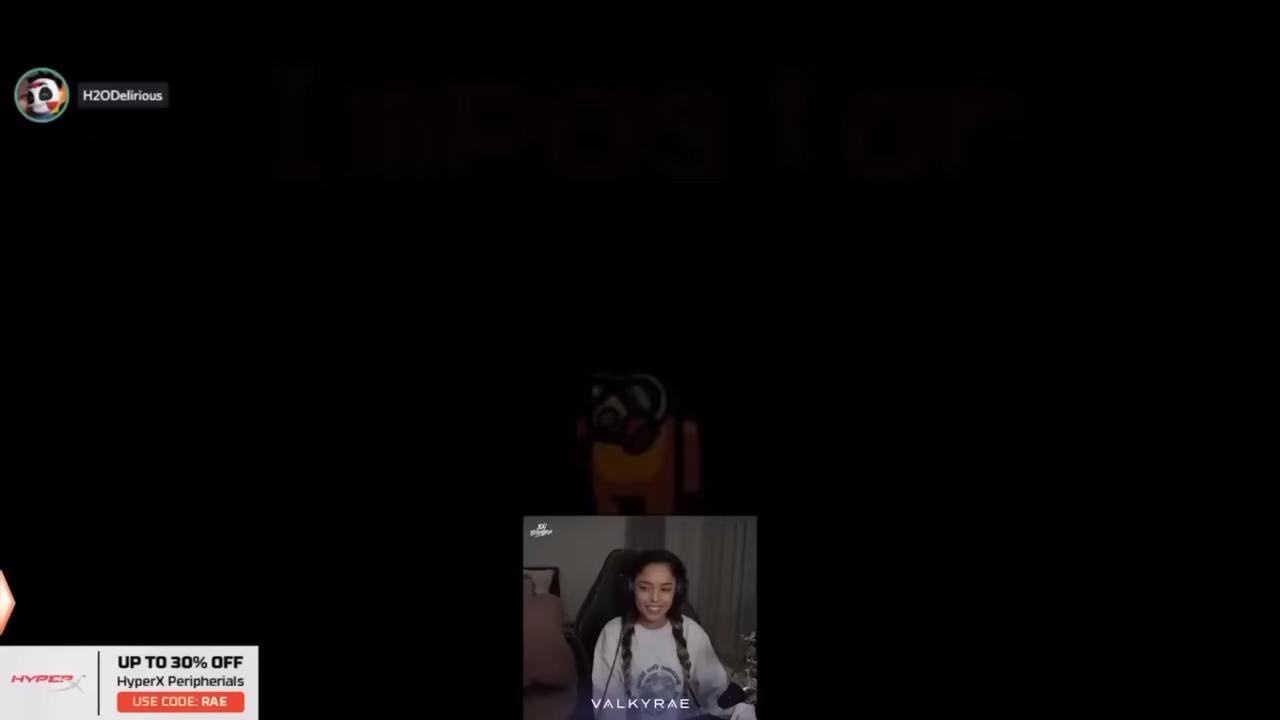 Impostor
H2ODelirious
UP TO 30% OFF
HYPERX
HyperX Peripherials
USE CODE: RAE
VALKYRAE